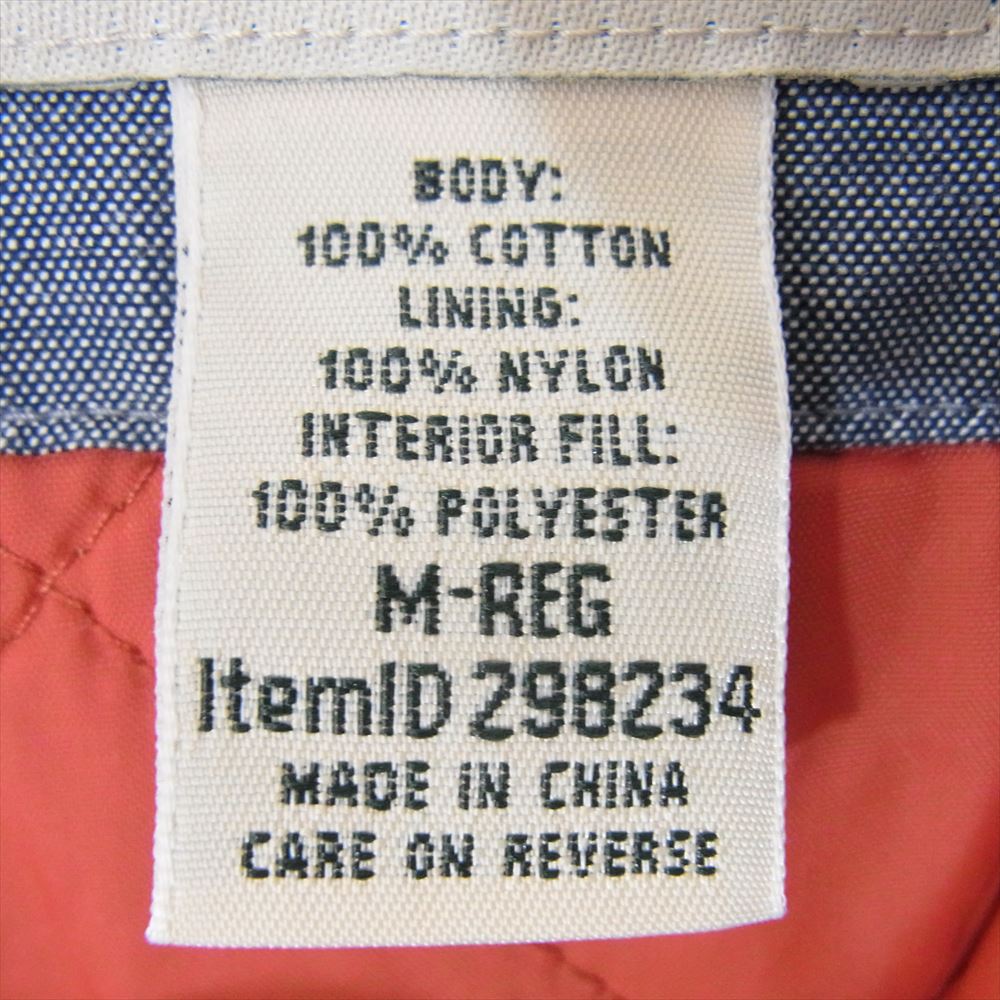 BODY:
100% COTTON
LINING:
100% NYLON
INTERIOR FILL:
100% POLYESTER
M-REG
ItemID 298234
MADE IN CHINA
CARE ON REVERSE